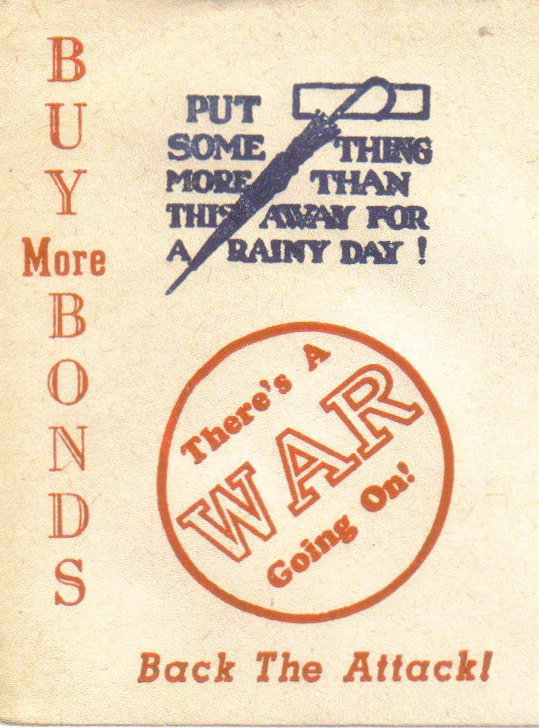 BUY
More
BONDS
PUT
SOME THING
MORE THAN
THIS AWAY FOR
A RAINY DAY !
There's A
WAR
Going On!
Back The Attack!